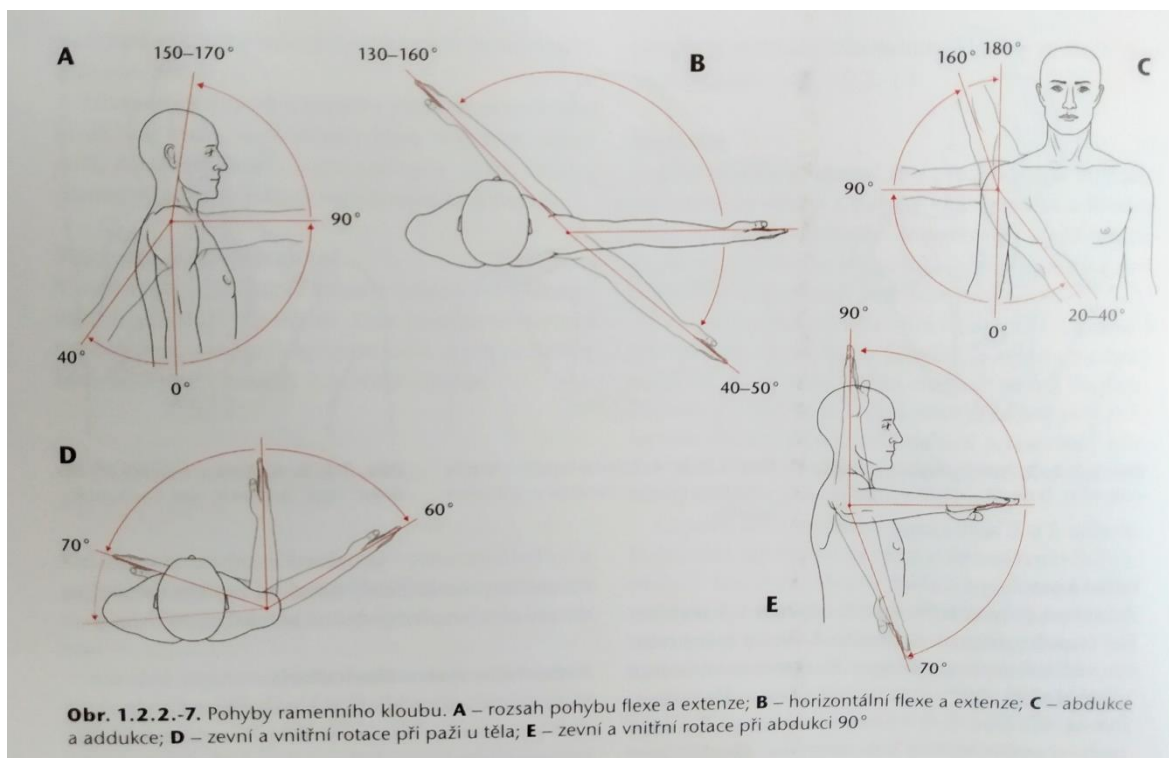 A
150–170°
90°
40°
0°
130–160°
B
40–50°
160° 180°
C
90°
0°
20–40°
D
70°
60°
90°
E
70°
Obr. 1.2.2.-7. Pohyby ramenního kloubu. A – rozsah pohybu flexe a extenze; B – horizontální flexe a extenze; C – abdukce
a addukce; D – zevní a vnitřní rotace při paži u těla; E – zevní a vnitřní rotace při abdukci 90°